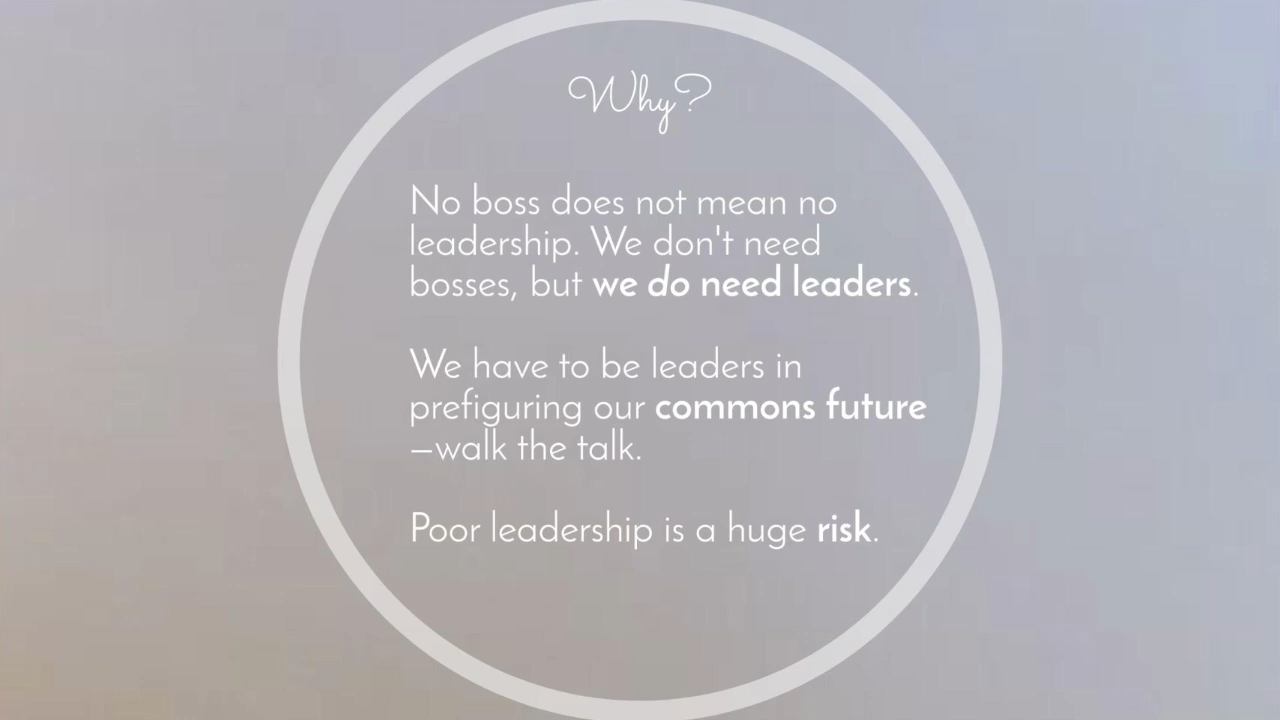 Why?
No boss does not mean no
leadership. We don't need
bosses, but we do need leaders.
We have to be leaders in
prefiguring our commons future
—walk the talk.
Poor leadership is a huge risk.